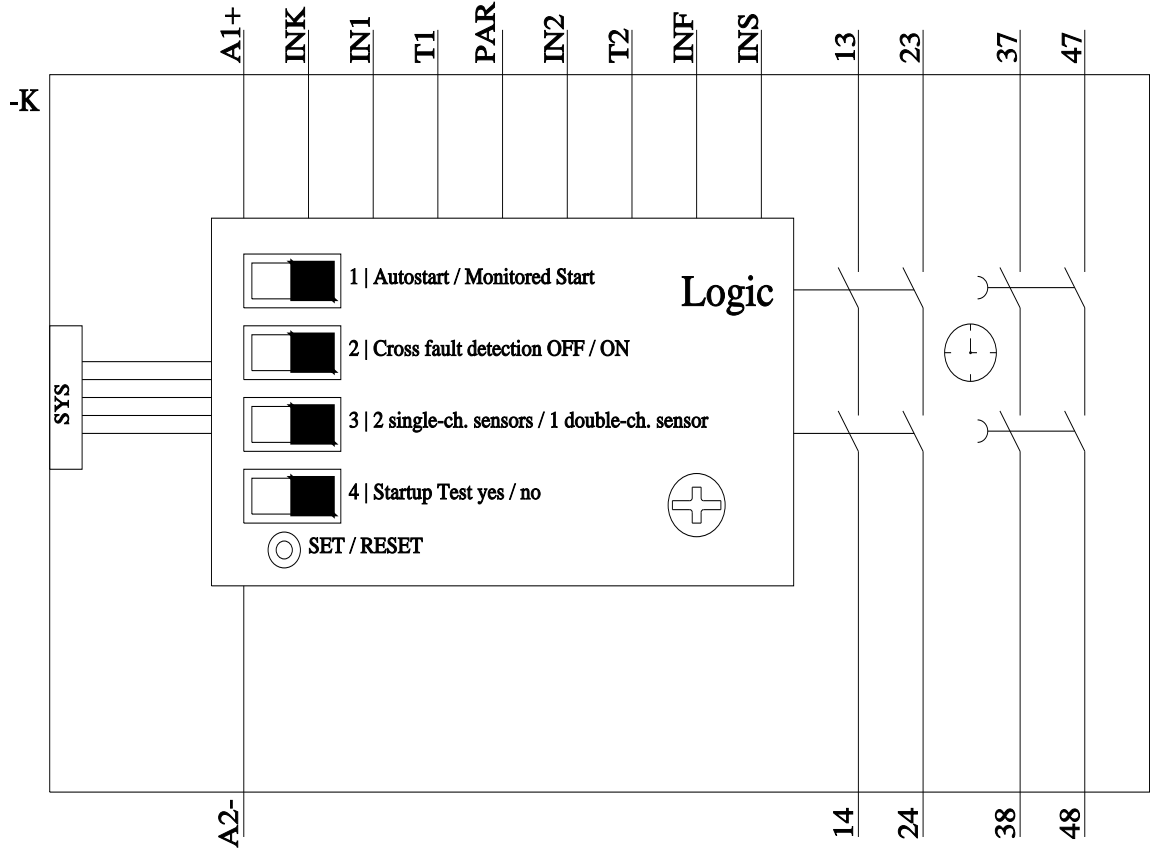 A1+
INK
IN1
T1
PAR
IN2
T2
INF
INS
13
23
37
47
-K
1 | Autostart / Monitored Start
Logic
2 | Cross fault detection OFF / ON
SYS
3 | 2 single-ch. sensors / 1 double-ch. sensor
4 | Startup Test yes / no
SET / RESET
A2-
14
24
38
48